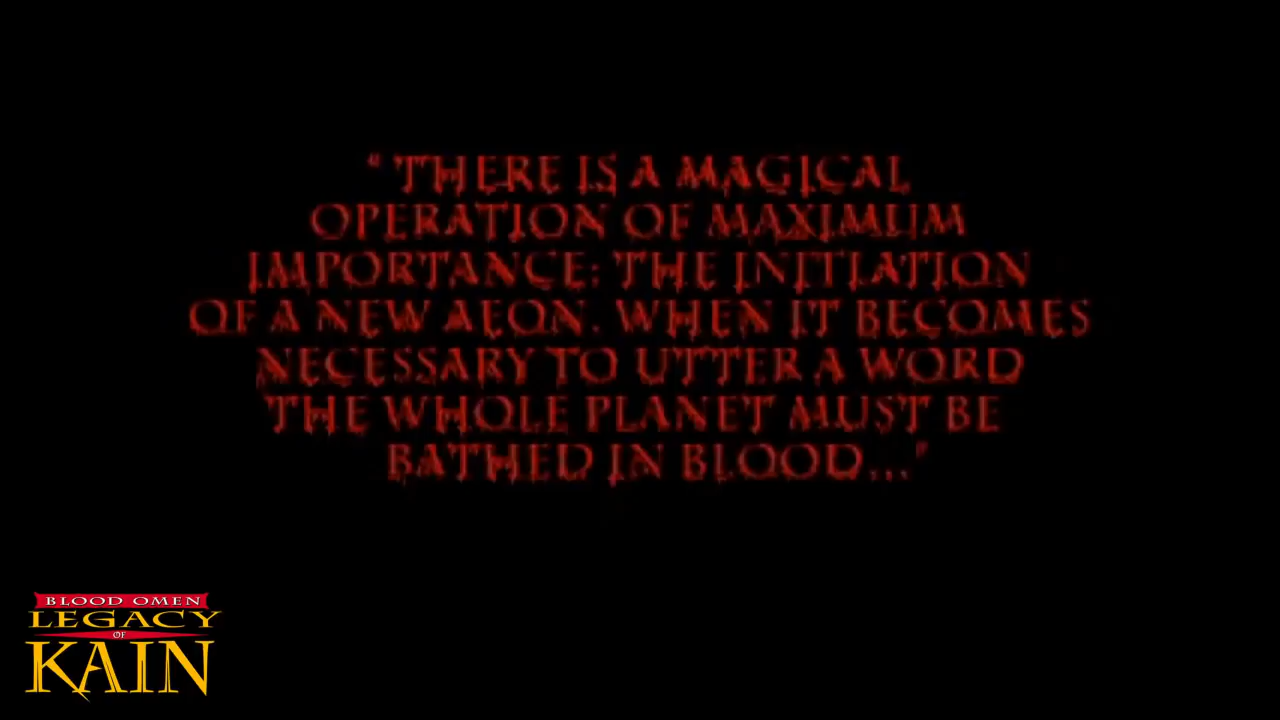 “ THERE IS A MAGICAL
OPERATION OF MAXIMUM
IMPORTANCE: THE INITIATION
OF A NEW AEON. WHEN IT BECOMES
NECESSARY TO UTTER A WORD
THE WHOLE PLANET MUST BE
BATHED IN BLOOD..."
BLOOD OMEN
LEGACY
OF
KAIN